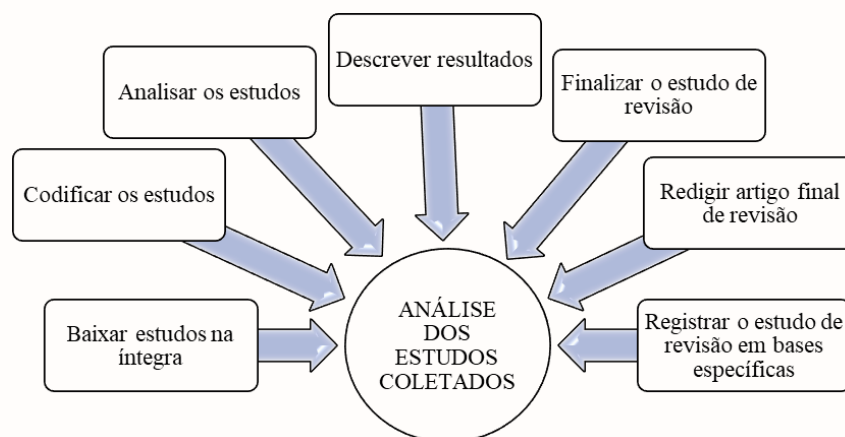 Descrever resultados
Analisar os estudos
Finalizar o estudo de
revisão
Codificar os estudos
Redigir artigo final
de revisão
Baixar estudos na
íntegra
ANÁLISE
DOS
ESTUDOS
COLETADOS
Registrar o estudo de
revisão em bases
específicas